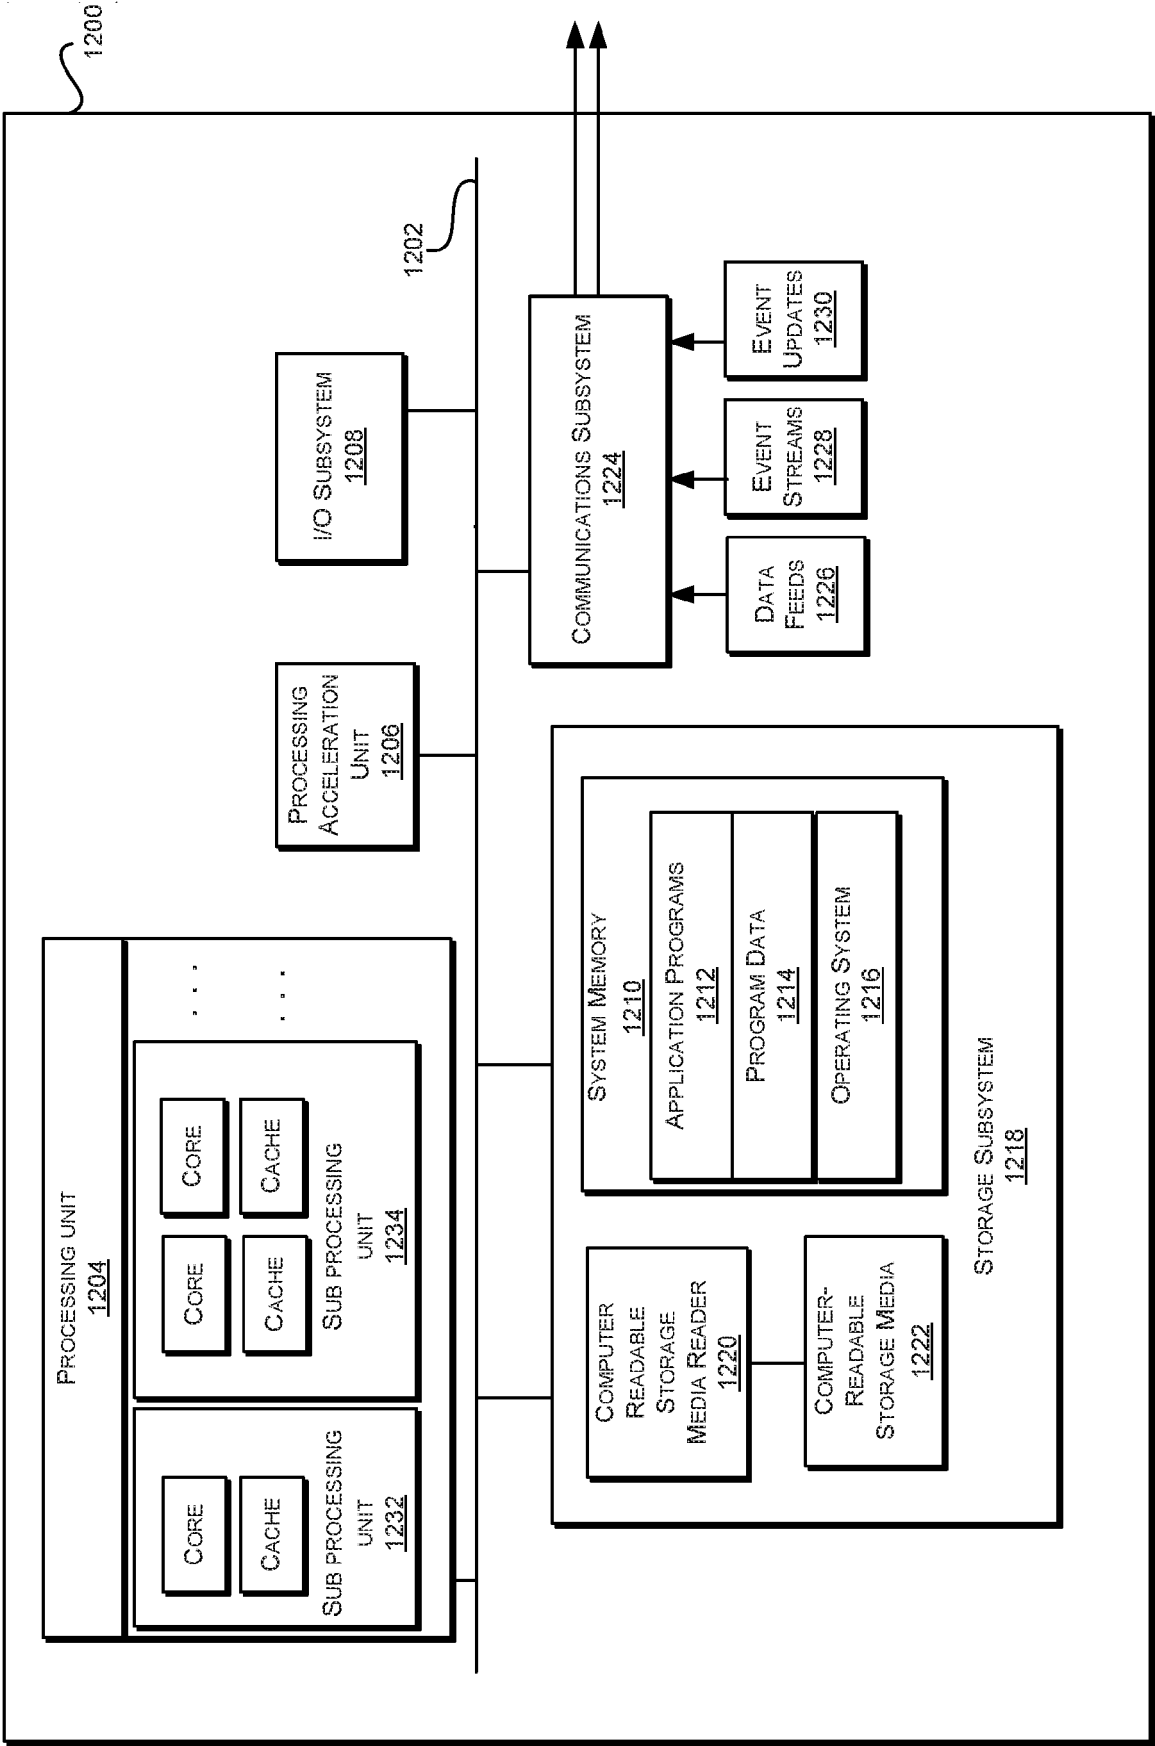 1200
PROCESSING UNIT
1204
CORE
CACHE
SUB PROCESSING
UNIT
1232
CORE
CORE
CACHE
CACHE
SUB PROCESSING
UNIT
1234
PROCESSING
ACCELERATION
UNIT
1206
I/O SUBSYSTEM
1208
1202
COMPUTER
READABLE
STORAGE
MEDIA READER
1220
COMPUTER-
READABLE
STORAGE MEDIA
1222
SYSTEM MEMORY
1210
APPLICATION PROGRAMS
1212
PROGRAM DATA
1214
OPERATING SYSTEM
1216
STORAGE SUBSYSTEM
1218
COMMUNICATIONS SUBSYSTEM
1224
DATA
FEEDS
1226
EVENT
STREAMS
1228
EVENT
UPDATES
1230